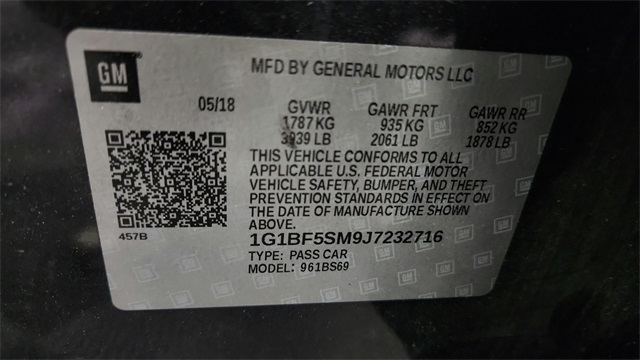 GM
MFD BY GENERAL MOTORS LLC
05/18 GVWR GAWR FRT GAWR RR
1787 KG 935 KG 852 KG
3939 LB 2061 LB 1878 LB
THIS VEHICLE CONFORMS TO ALL
APPLICABLE U.S. FEDERAL MOTOR
VEHICLE SAFETY, BUMPER, AND THEFT
PREVENTION STANDARDS IN EFFECT ON
THE DATE OF MANUFACTURE SHOWN
ABOVE.
457B
1G1BF5SM9J7232716
TYPE: PASS CAR
MODEL: 961BS69